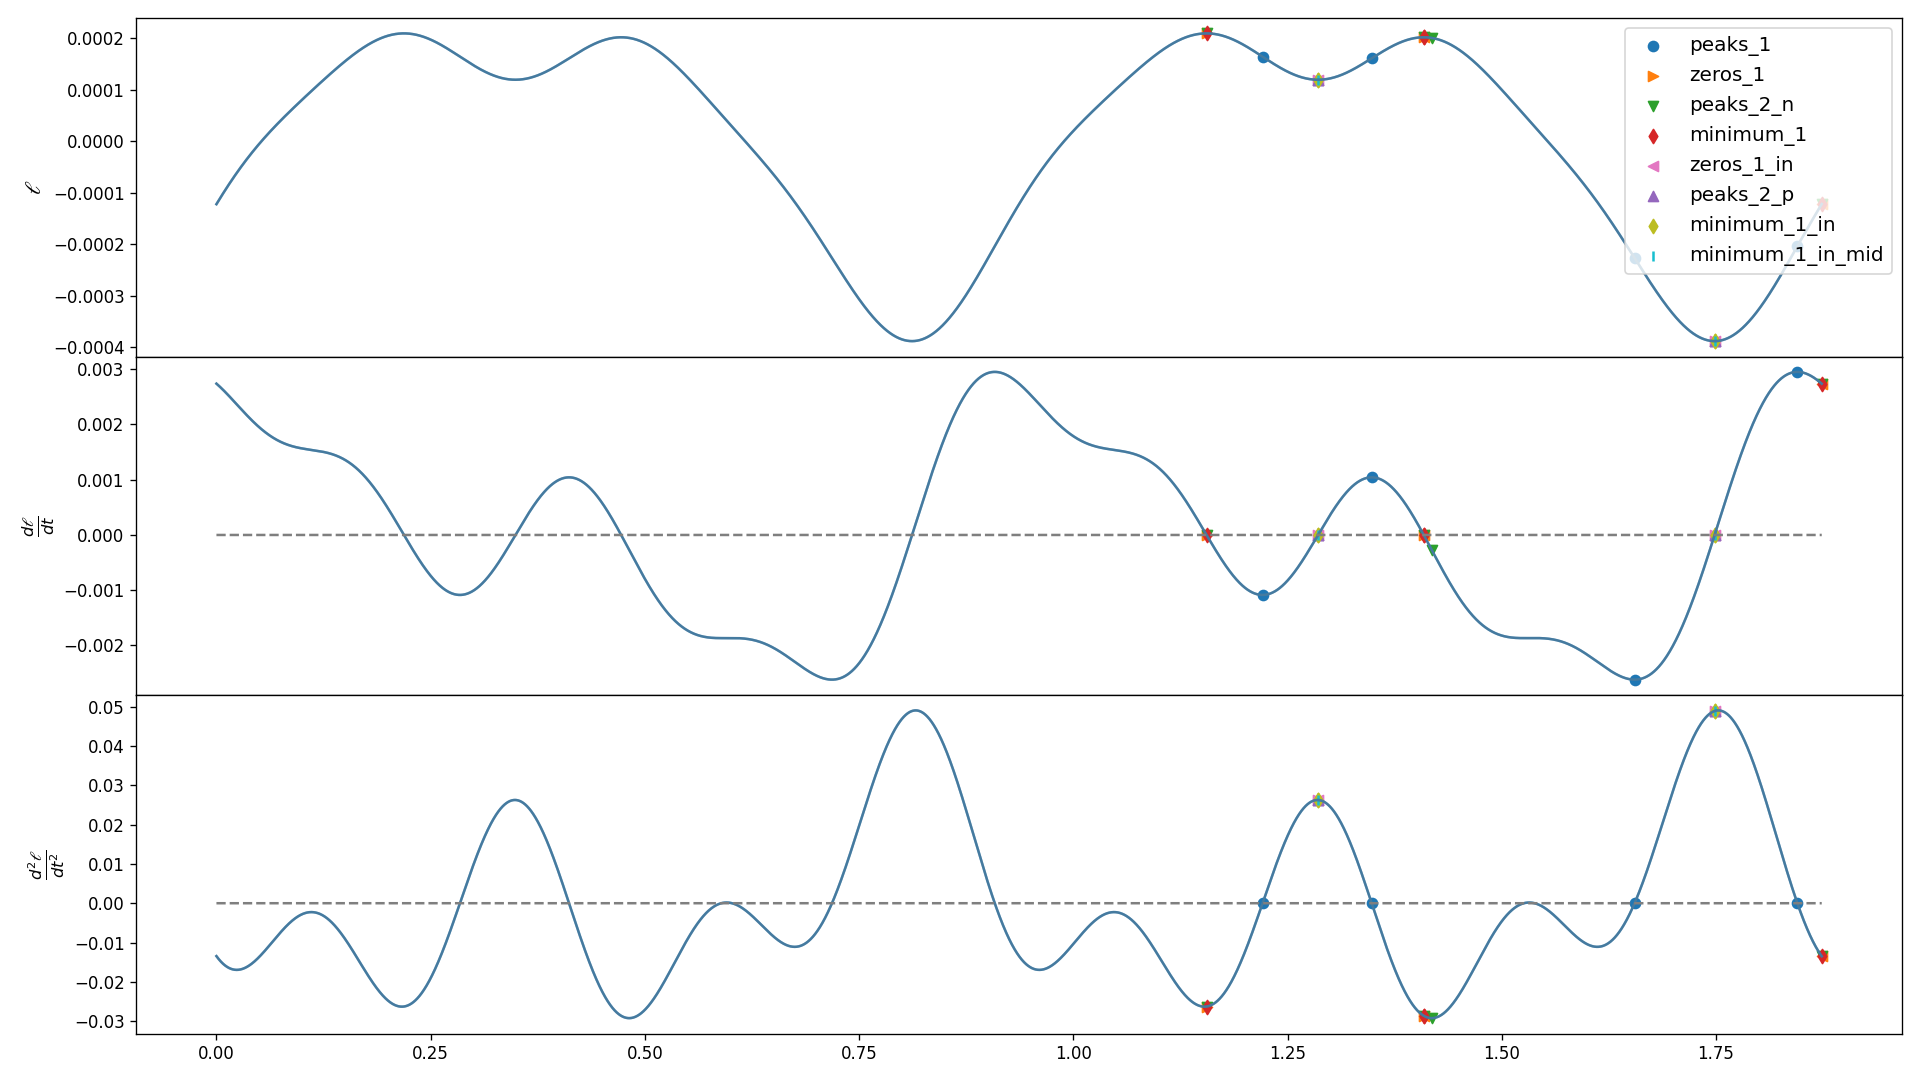 0.0002
0.0001
0.0000
−0.0001
−0.0002
−0.0003
−0.0004
ℓ
peaks_1
zeros_1
peaks_2_n
minimum_1
zeros_1_in
peaks_2_p
minimum_1_in
minimum_1_in_mid
0.003
0.002
0.001
0.000
−0.001
−0.002
dℓ
dt
0.05
0.04
0.03
0.02
0.01
0.00
−0.01
−0.02
−0.03
d²ℓ
dt²
0.00 0.25 0.50 0.75 1.00 1.25 1.50 1.75